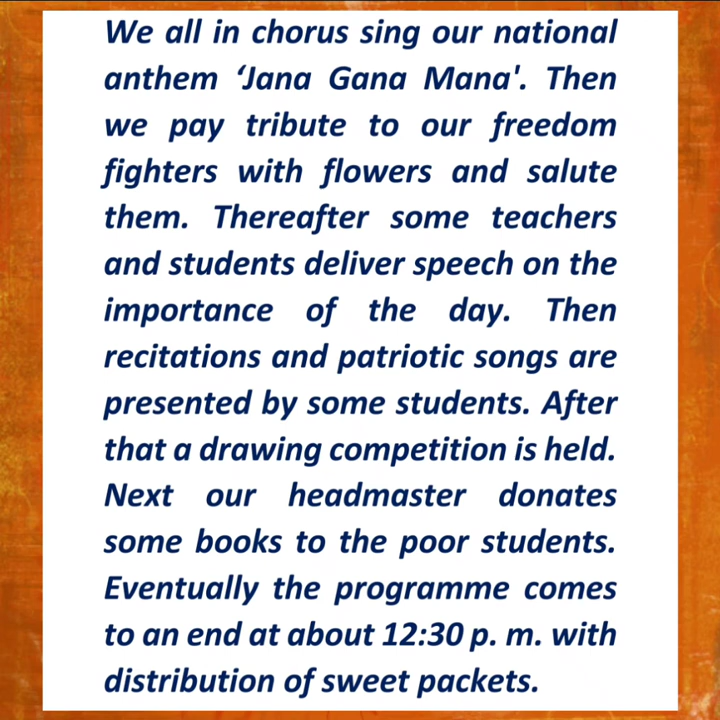 We all in chorus sing our national
anthem ‘Jana Gana Mana'. Then
we pay tribute to our freedom
fighters with flowers and salute
them. Thereafter some teachers
and students deliver speech on the
importance of the day. Then
recitations and patriotic songs are
presented by some students. After
that a drawing competition is held.
Next our headmaster donates
some books to the poor students.
Eventually the programme comes
to an end at about 12:30 p. m. with
distribution of sweet packets.